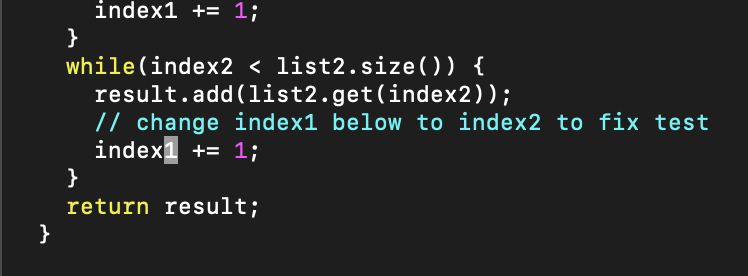 index1 += 1;
}
while(index2 < list2.size()) {
result.add(list2.get(index2));
// change index1 below to index2 to fix test
index1 += 1;
}
return result;
}